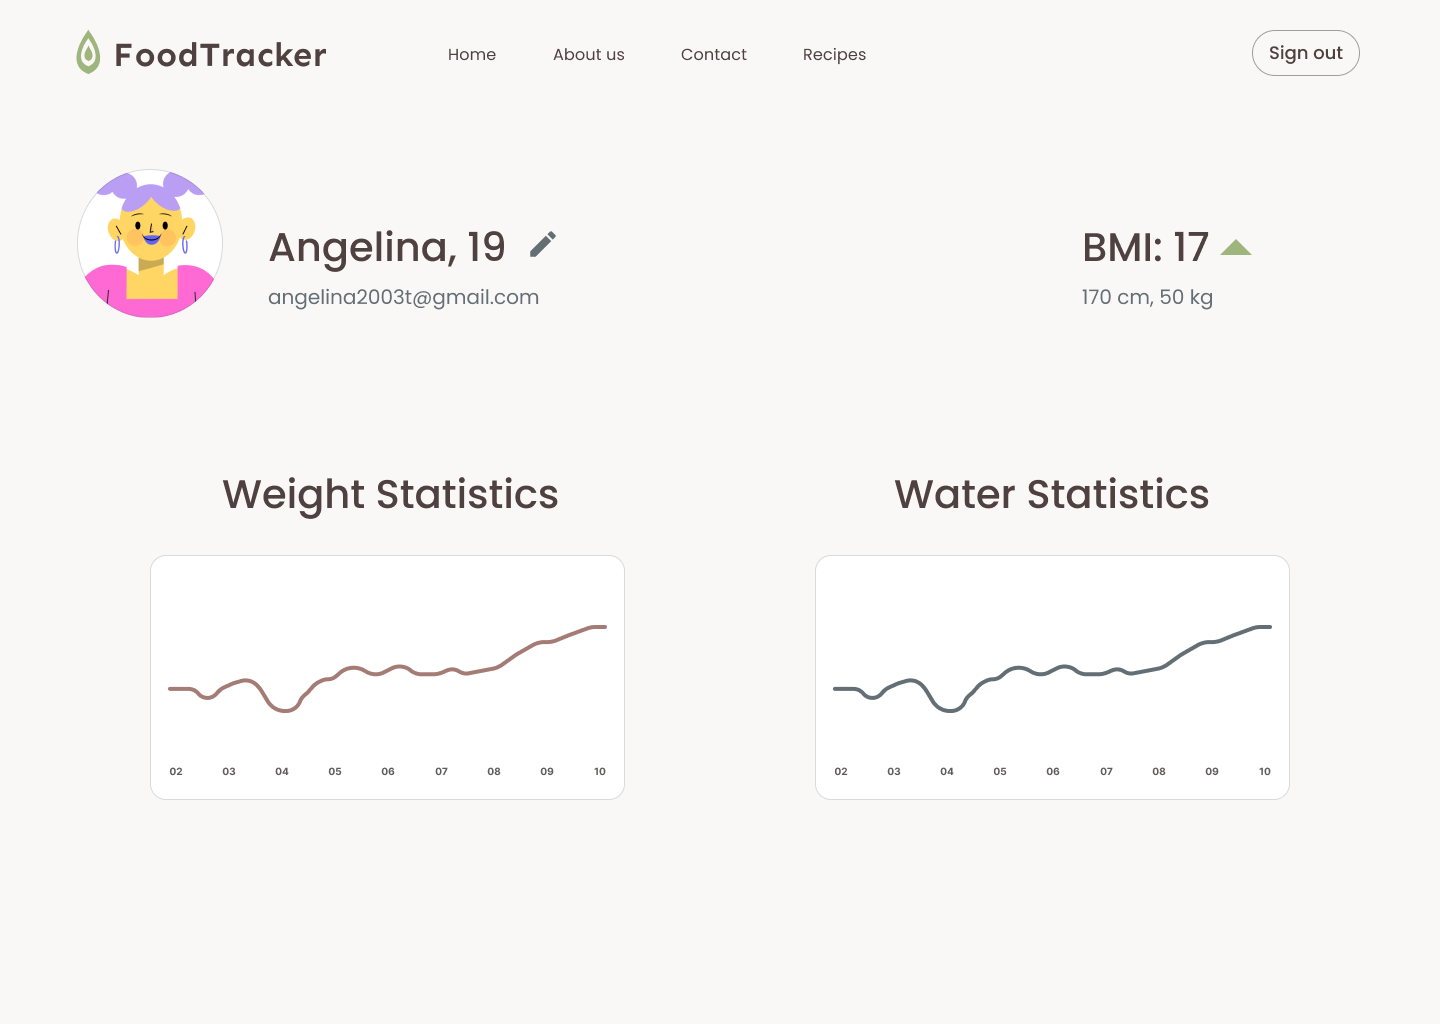 FoodTracker
Home
About us
Contact
Recipes
Sign out
Angelina, 19
angelina2003t@gmail.com
BMI: 17
170 cm, 50 kg
Weight Statistics
02 03 04 05 06 07 08 09 10
Water Statistics
02 03 04 05 06 07 08 09 10